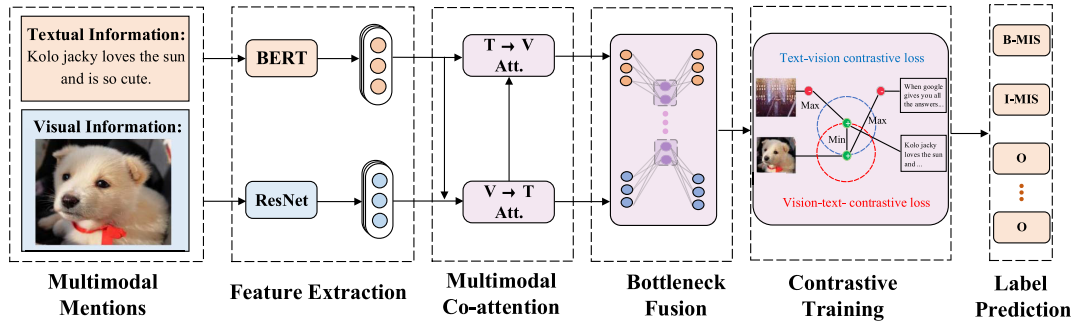 Textual Information:
Kolo jacky loves the sun
and is so cute.
Visual Information:
Multimodal
Mentions
BERT
ResNet
Feature Extraction
T → V
Att.
V → T
Att.
Multimodal
Co-attention
Bottleneck
Fusion
Text-vision contrastive loss
Max
Max
Min
When google
gives you all
the answers...
Kolo jacky
loves the sun
and ...
Vision-text- contrastive loss
Contrastive
Training
B-MIS
I-MIS
O
O
Label
Prediction